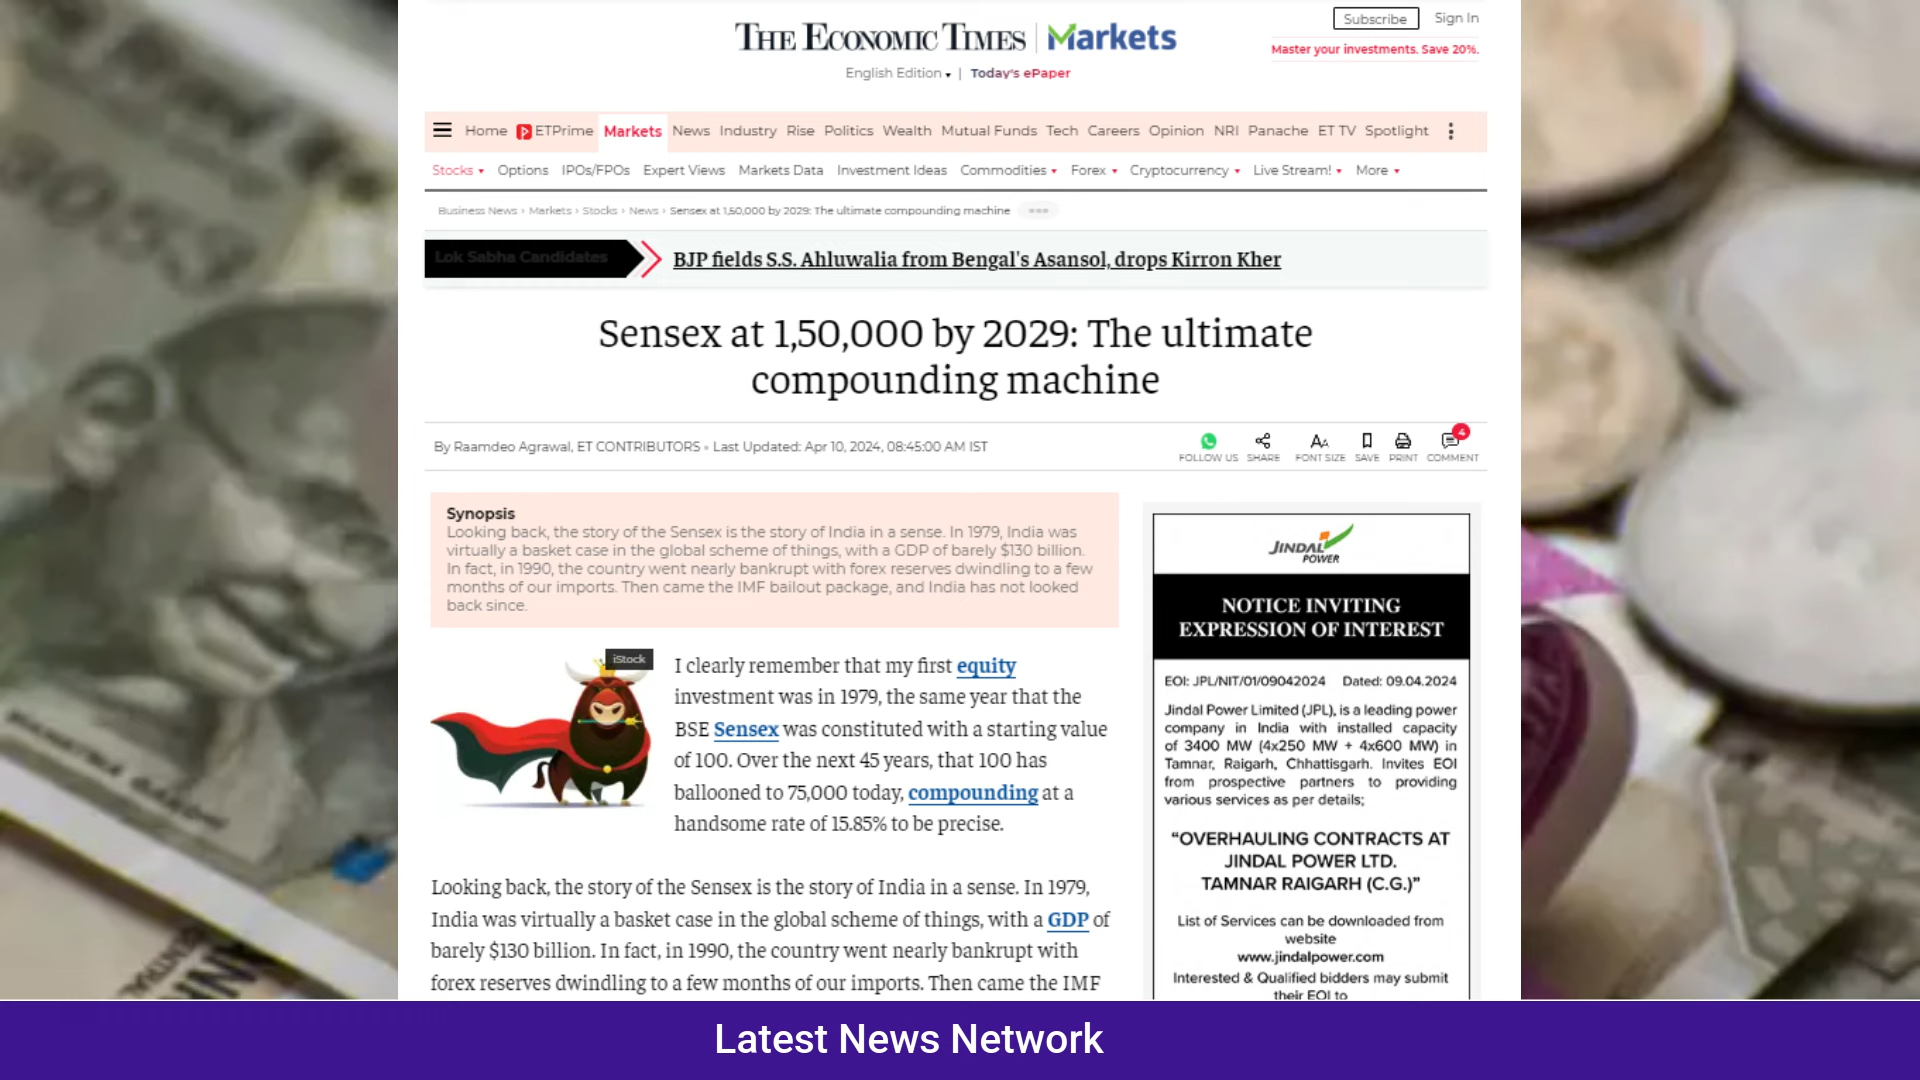 THE ECONOMIC TIMES | Markets
Subscribe Sign In
Master your investments. Save 20%.
English Edition | Today's ePaper
Home ETPrime Markets News Industry Rise Politics Wealth Mutual Funds Tech Careers Opinion NRI Panache ET TV Spotlight
Stocks Options IPOs/FPOs Expert Views Markets Data Investment Ideas Commodities Forex Cryptocurrency Live Stream! More
Business News › Markets › Stocks › News › Sensex at 1,50,000 by 2029: The ultimate compounding machine
Lok Sabha Candidates
BJP fields S.S. Ahluwalia from Bengal's Asansol, drops Kirron Kher
Sensex at 1,50,000 by 2029: The ultimate
compounding machine
By Raamdeo Agrawal, ET CONTRIBUTORS • Last Updated: Apr 10, 2024, 08:45:00 AM IST
4
FOLLOW US SHARE FONT SIZE SAVE PRINT COMMENT
Synopsis
Looking back, the story of the Sensex is the story of India in a sense. In 1979, India was
virtually a basket case in the global scheme of things, with a GDP of barely $130 billion.
In fact, in 1990, the country went nearly bankrupt with forex reserves dwindling to a few
months of our imports. Then came the IMF bailout package, and India has not looked
back since.
iStock
I clearly remember that my first equity
investment was in 1979, the same year that the
BSE Sensex was constituted with a starting value
of 100. Over the next 45 years, that 100 has
ballooned to 75,000 today, compounding at a
handsome rate of 15.85% to be precise.
Looking back, the story of the Sensex is the story of India in a sense. In 1979,
India was virtually a basket case in the global scheme of things, with a GDP of
barely $130 billion. In fact, in 1990, the country went nearly bankrupt with
forex reserves dwindling to a few months of our imports. Then came the IMF
JINDAL
POWER
NOTICE INVITING
EXPRESSION OF INTEREST
EOI: JPL/NIT/01/09042024 Dated: 09.04.2024
Jindal Power Limited (JPL), is a leading power
company in India with installed capacity
of 3400 MW (4x250 MW + 4x600 MW) in
Tamnar, Raigarh, Chhattisgarh. Invites EOI
from prospective partners to providing
various services as per details;
“OVERHAULING CONTRACTS AT
JINDAL POWER LTD.
TAMNAR RAIGARH (C.G.)”
List of Services can be downloaded from
website
www.jindalpower.com
Interested & Qualified bidders may submit
their EOI to
Latest News Network